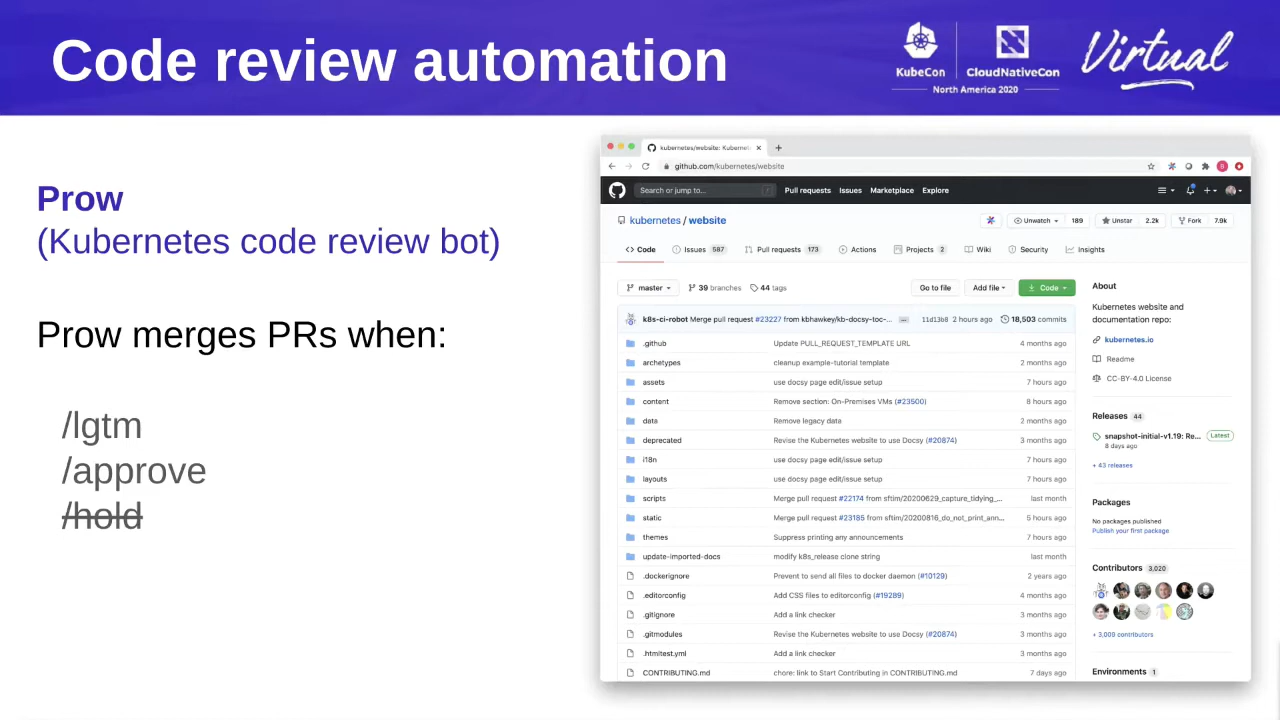 Code review automation
KubeCon
CloudNativeCon
North America 2020
Virtual
Prow
(Kubernetes code review bot)
Prow merges PRs when:
/lgtm
/approve
/hold
kubernetes/website: Kubernet
github.com/kubernetes/website
Search or jump to...
Pull requests Issues Marketplace Explore
kubernetes / website
Unwatch 189 Unstar 2.2k Fork 7.9k
Code Issues 587 Pull requests 173 Actions Projects 2 Wiki Security Insights
master 39 branches 44 tags Go to file Add file Code
k8s-ci-robot Merge pull request #23227 from kbhawkey/kb-docsy-toc-... 11d13b8 2 hours ago 18,503 commits
.github Update PULL_REQUEST_TEMPLATE URL 4 months ago
archetypes cleanup example-tutorial template 2 months ago
assets use docsy page edit/issue setup 7 hours ago
content Remove section: On-Premises VMs (#23500) 8 hours ago
data Remove legacy data 2 months ago
deprecated Revise the Kubernetes website to use Docsy (#20874) 3 months ago
i18n use docsy page edit/issue setup 7 hours ago
layouts use docsy page edit/issue setup 7 hours ago
scripts Merge pull request #22174 from sftim/20200629_capture_tidying_... last month
static Merge pull request #23185 from sftim/20200816_do_not_print_ann... 5 hours ago
themes Suppress printing any announcements 7 hours ago
update-imported-docs modify k8s_release clone string last month
.dockerignore Prevent to send all files to docker daemon (#10129) 2 years ago
.editorconfig Add CSS files to editorconfig (#19289) 4 months ago
.gitignore Add a link checker 3 months ago
.gitmodules Revise the Kubernetes website to use Docsy (#20874) 3 months ago
.htmltest.yml Add a link checker 3 months ago
CONTRIBUTING.md chore: link to Start Contributing in CONTRIBUTING.md 7 days ago
About
Kubernetes website and
documentation repo:
kubernetes.io
Readme
CC-BY-4.0 License
Releases 44
snapshot-initial-v1.19: Re... Latest
8 days ago
+ 43 releases
Packages
No packages published
Publish your first package
Contributors 3,020
+ 3,009 contributors
Environments 1